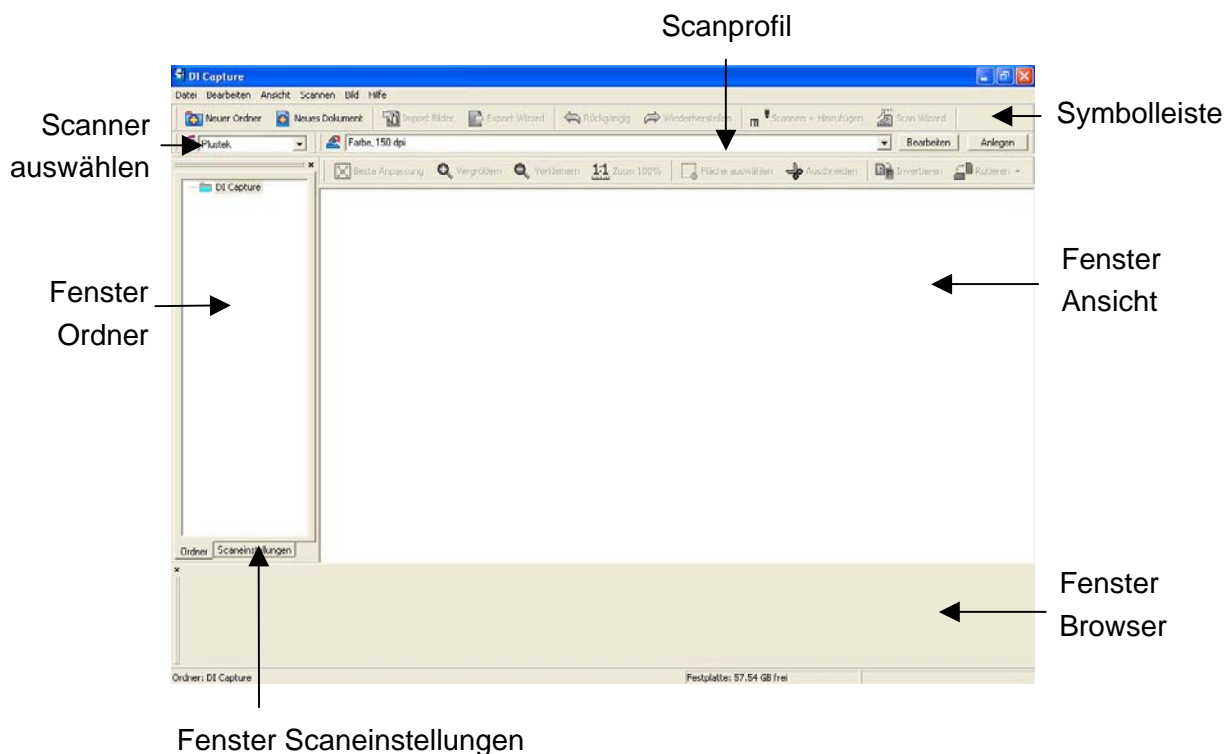 Scanprofil
DI Capture
Datei Bearbeiten Ansicht Scannen Bild Hilfe
Neuer Ordner Neues Dokument Import Bilder Export Wizard Rückgängig Wiederherstellen m Scannen + Hinzufügen Scan Wizard
Symbolleiste
Scanner
auswählen
Plustek Farbe, 150 dpi Bearbeiten Anlegen
Beste Anpassung Vergrößern Verkleinern 1:1 Zoom 100% Fläche auswählen Auschneiden Invertieren Rotieren
DI Capture
Fenster
Ordner
Fenster
Ansicht
Ordner Scaneinstellungen
Fenster
Browser
Ordner: DI Capture Festplatte: 57.54 GB frei
Fenster Scaneinstellungen